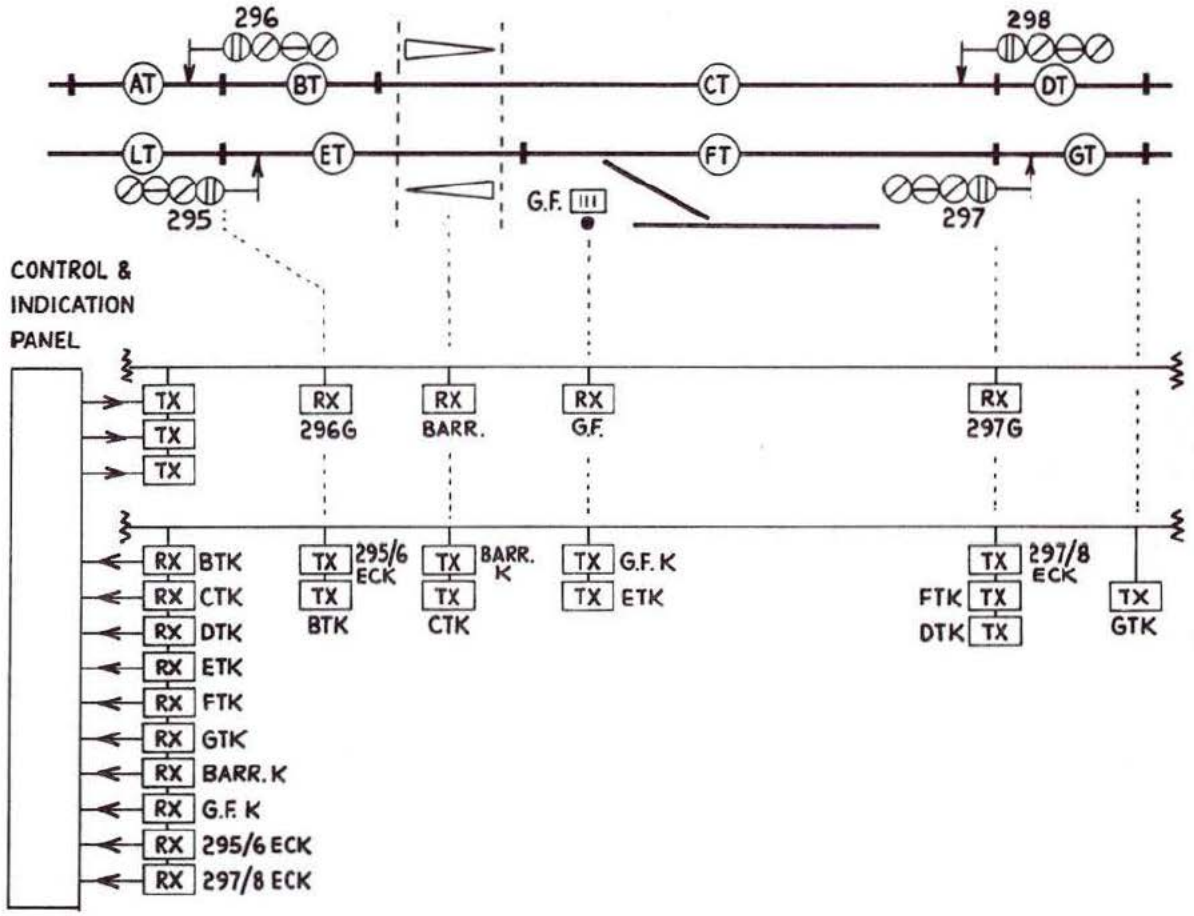 296
298
AT
BT
CT
DT
LT
ET
FT
GT
295
G.F.
297
CONTROL &
INDICATION
PANEL
TX
RX
RX
RX
RX
296G
BARR.
G.F.
297G
TX
TX
RX BTK
TX 295/6 ECK
TX BARR. K
TX G.F. K
TX 297/8 ECK
RX CTK
TX
TX
TX ETK
FTK TX
TX
BTK
CTK
GTK
RX DTK
DTK TX
RX ETK
RX FTK
RX GTK
RX BARR. K
RX G.F. K
RX 295/6 ECK
RX 297/8 ECK